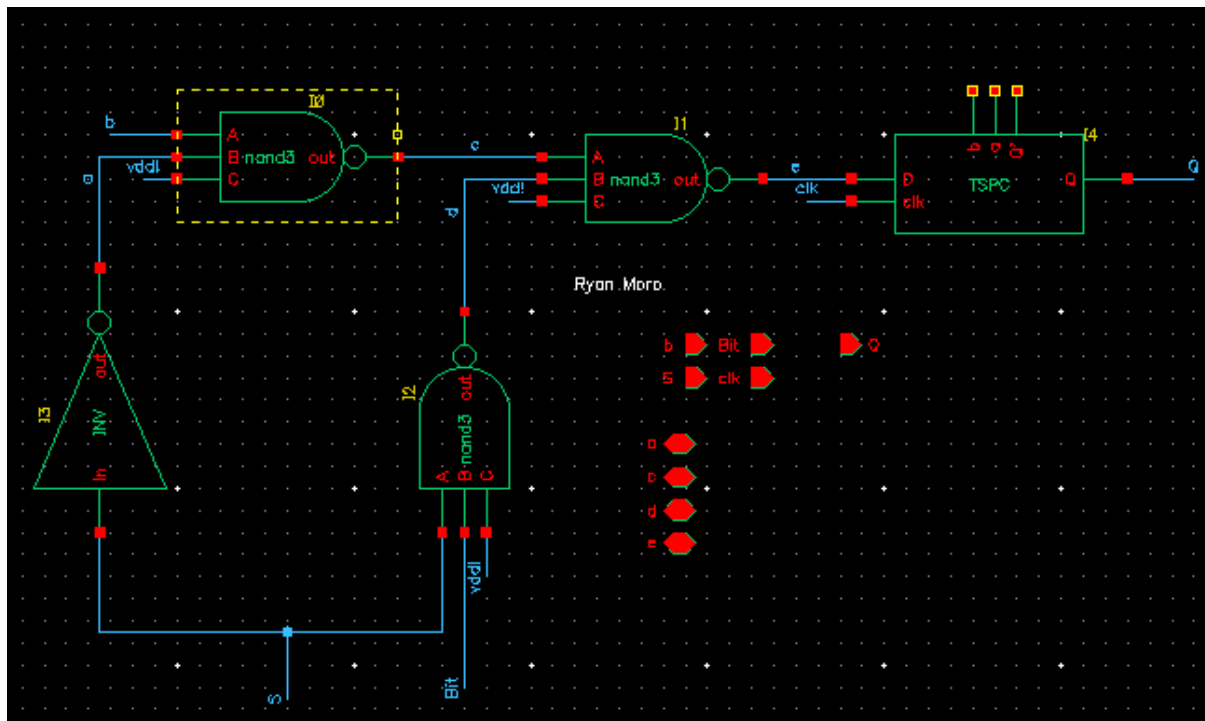 I0
b
A
B nand3 out
C
a
vdd!
c
I1
A
B nand3 out
C
vdd!
d
e
clk
I4
b a
D
clk
TSPC
Q
Q
Ryan Moro
b Bit Q
S clk
a
c
d
e
I3
INV
out
in
I2
out
nand3
A B C
vdd!
S
Bit